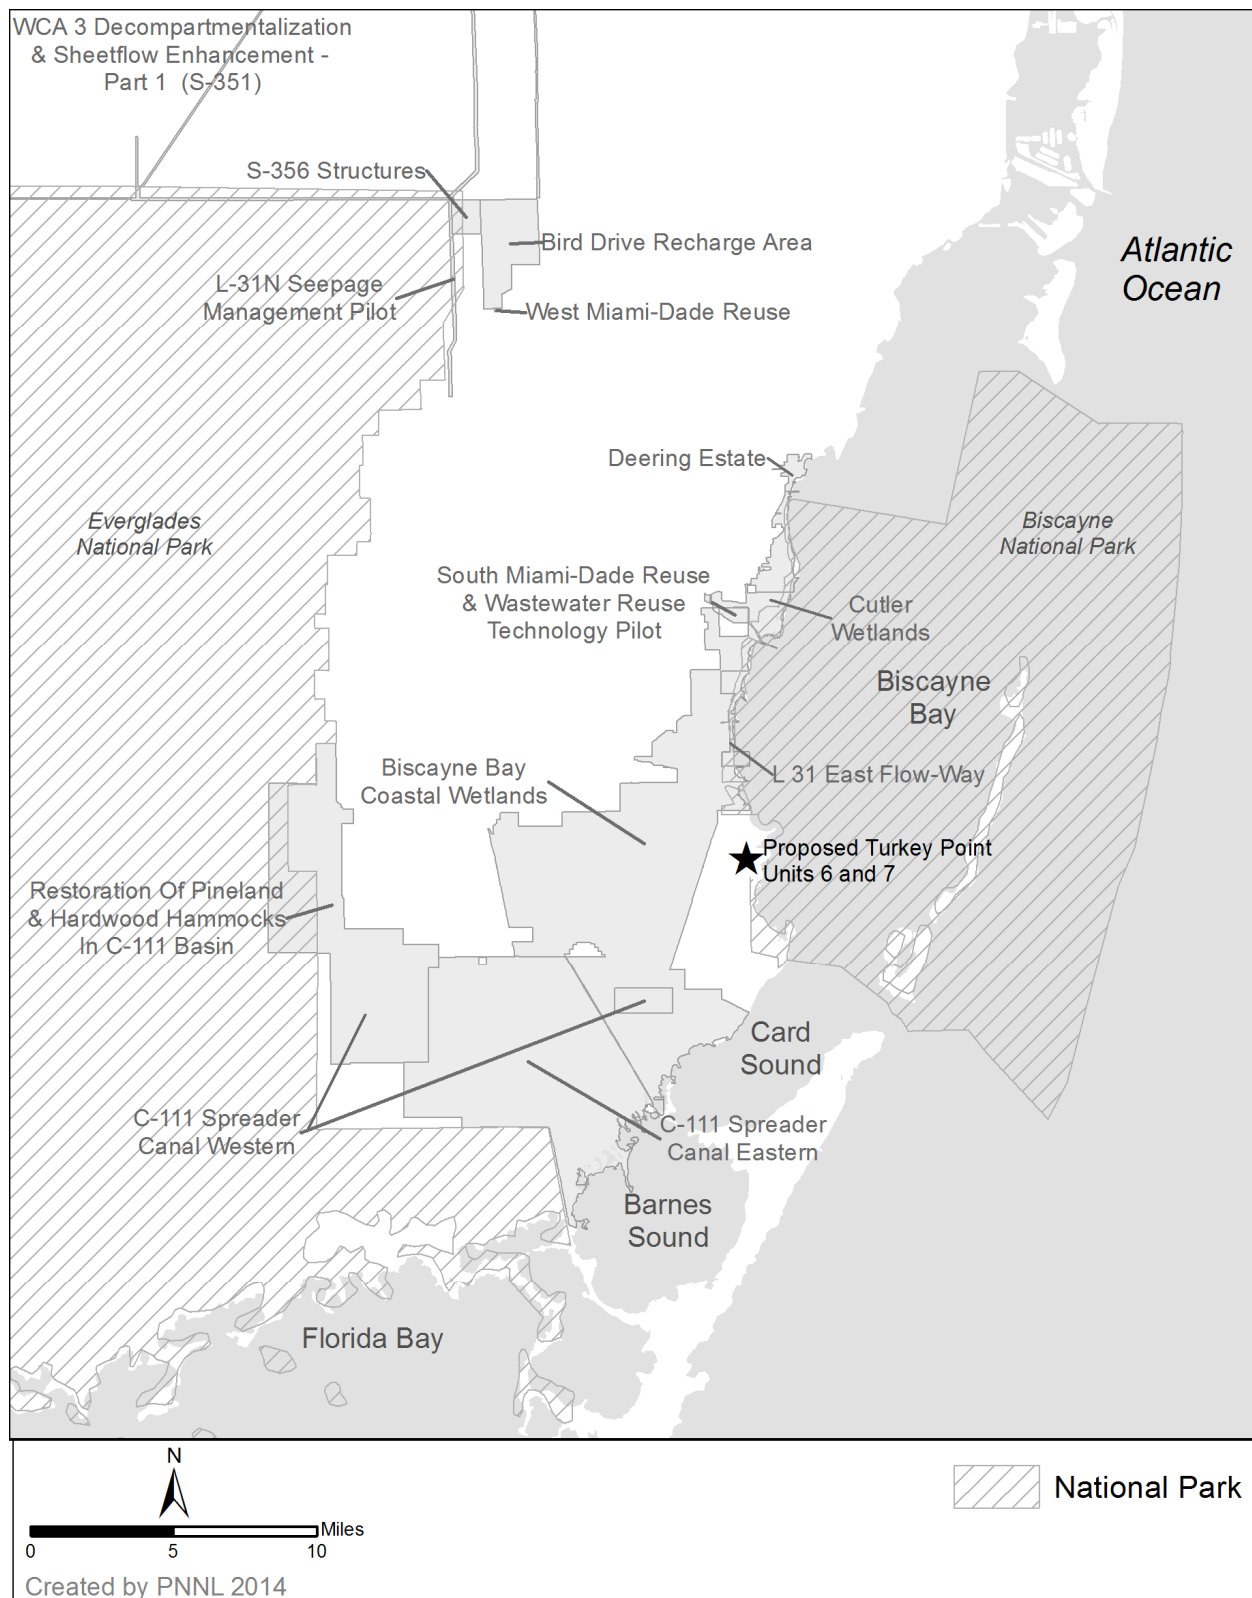 WCA 3 Decompartmentalization
& Sheetflow Enhancement -
Part 1 (S-351)
S-356 Structures
Bird Drive Recharge Area
Atlantic
Ocean
L-31N Seepage
Management Pilot
West Miami-Dade Reuse
Deering Estate
Everglades
National Park
Biscayne
National Park
South Miami-Dade Reuse
& Wastewater Reuse
Technology Pilot
Cutler
Wetlands
Biscayne
Bay
L 31 East Flow-Way
Biscayne Bay
Coastal Wetlands
Proposed Turkey Point
Units 6 and 7
Restoration Of Pineland
& Hardwood Hammocks
In C-111 Basin
Card
Sound
C-111 Spreader
Canal Western
C-111 Spreader
Canal Eastern
Barnes
Sound
Florida Bay
N
Miles
0 5 10
National Park
Created by PNNL 2014